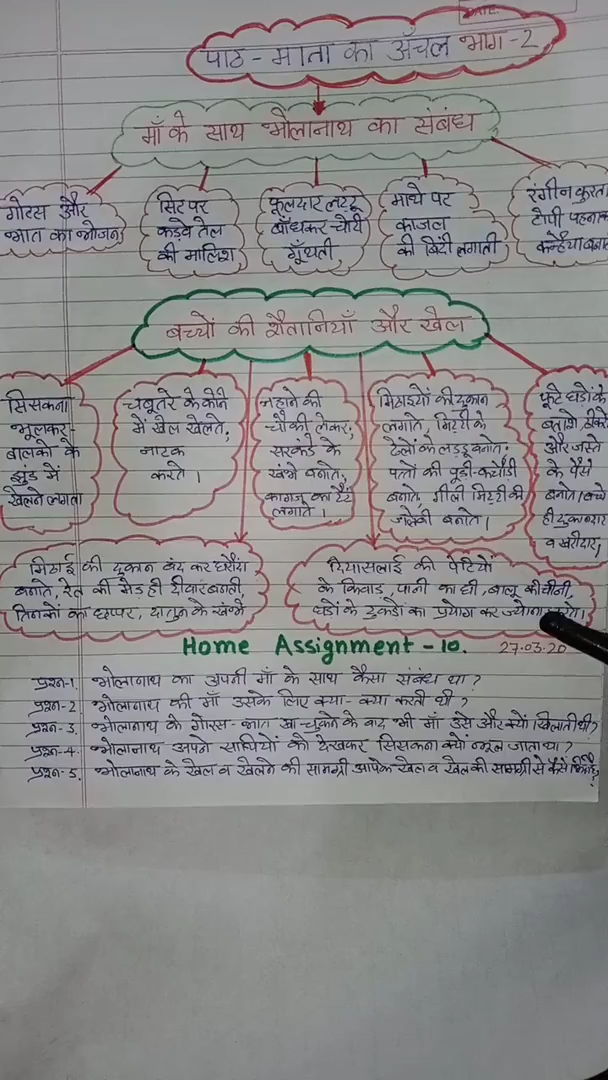 पाठ - माता का अँचल भाग-2
माँ के साथ भोलानाथ का संबंध
गोरस और
भात का भोजन
सिर पर
कड़वे तेल
की मालिश
फूलदार लट्टू
बाँधकर चोटी
गूँथती
माथे पर
काजल
की बिंदी लगाती
रंगीन कुरता
टोपी पहनाकर
कन्हैया बना
बच्चों की शैतानियाँ और खेल
सिसकना
भूलकर-
बालकों के
झुंड में
खेलने लगता
चबूतरे के कोने
में खेल खेलते,
नाटक
करते।
नहाने की
चौकी लेकर,
सरकंडे के
खंभे बनाते,
कागज का टैंट
लगाते।
मिठाइयों की दुकान
लगाते, मिट्टी के
ढेलों के लड्डू बनाते.
पत्तों की पूड़ी-कचौड़ी
बनाते गीली मिट्टी की
जलेबी बनाते।
फूटे घड़ों के
बताशे ठीकरे
और जस्ते
के पैसे
बनाते। बच्चे
ही दुकानदार
व खरीदार,
मिठाई की दुकान बंद कर घरौंदा
बनाते, रेत की मेड़ ही दीवार बनती,
तिनकों का छप्पर, दातुन के खंभे
दियासलाई की पेटियों
के किवाड़, पानी का घी, बालू की चीनी,
घड़ों के टुकड़ों का प्रयोग कर ज्योनार
Home Assignment - 10.
27-03-20
प्रश्न-1. भोलानाथ का अपनी माँ के साथ कैसा संबंध था?
प्रश्न-2 भोलानाथ की माँ उसके लिए क्या-क्या करती थी?
प्रश्न-3. भोलानाथ के गोरस-भात खा चुकने के बाद भी माँ उसे और क्यों खिलाती थी?
प्रश्न-4. भोलानाथ अपने साथियों को देखकर सिसकना क्यों भूल जाता था?
प्रश्न-5. भोलानाथ के खेल व खेलने की सामग्री आपके खेल व खेल की सामग्री से कैसे भिन्न है?